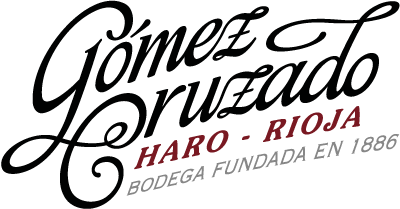 Gómez
Cruzado
HARO - RIOJA
BODEGA FUNDADA EN 1886